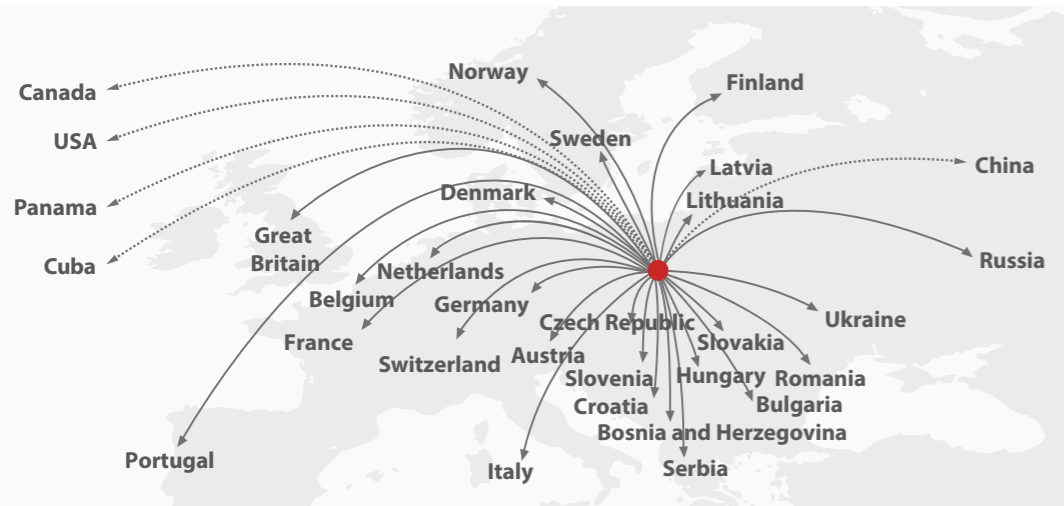 Norway
Finland
Canada
USA
Sweden
Latvia
China
Denmark
Lithuania
Panama
Great
Britain
Cuba
Netherlands
Russia
Belgium
Germany
Ukraine
Czech Republic
France
Slovakia
Switzerland
Austria
Slovenia
Hungary
Romania
Croatia
Bulgaria
Bosnia and Herzegovina
Portugal
Italy
Serbia